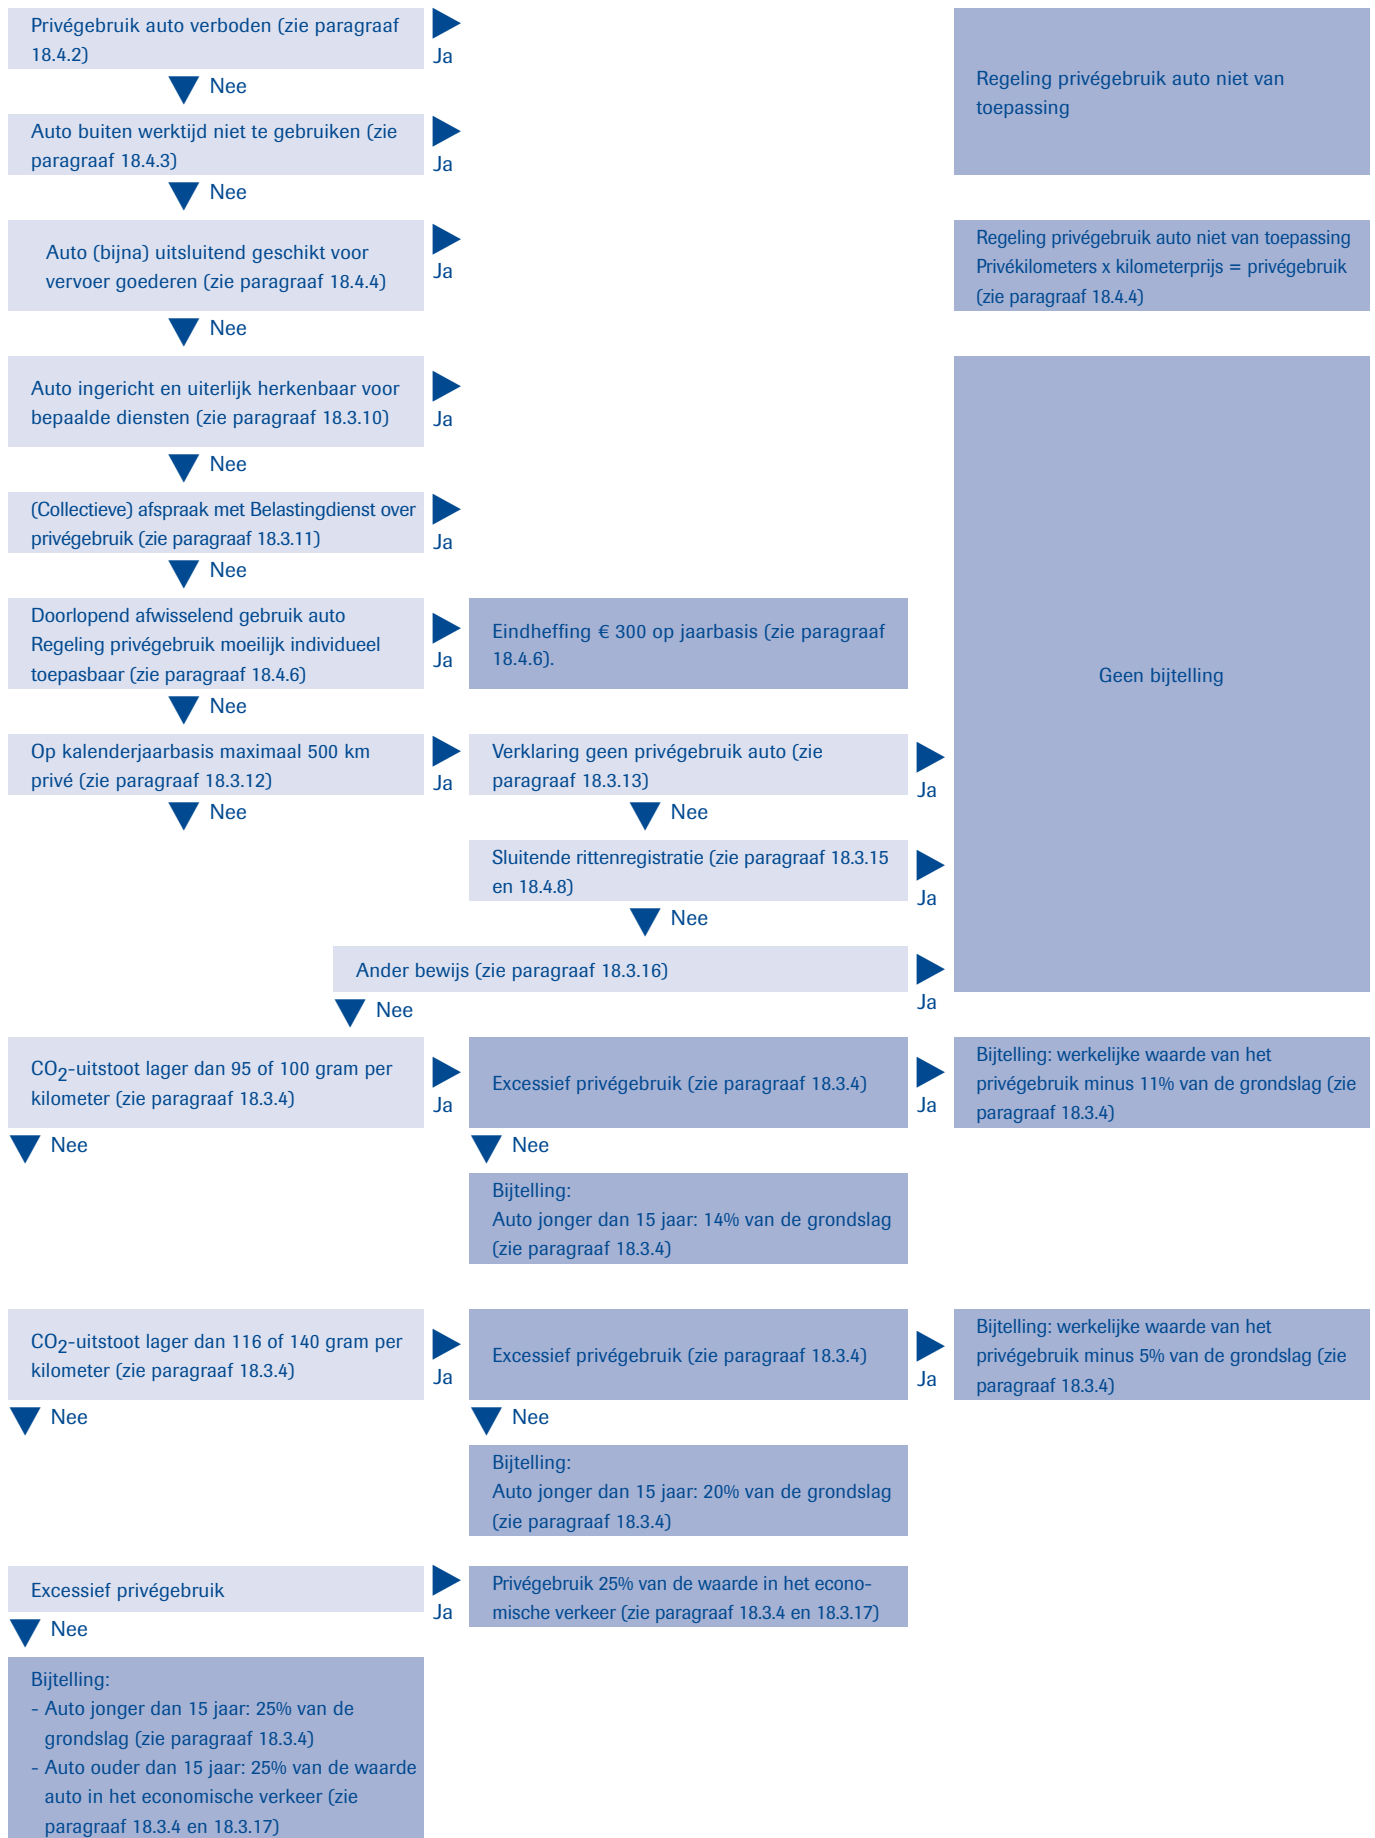 Privégebruik auto verboden (zie paragraaf
18.4.2)
Ja
Regeling privégebruik auto niet van
toepassing
Nee
Auto buiten werktijd niet te gebruiken (zie
paragraaf 18.4.3)
Ja
Nee
Auto (bijna) uitsluitend geschikt voor
vervoer goederen (zie paragraaf 18.4.4)
Ja
Regeling privégebruik auto niet van toepassing
Privékilometers x kilometerprijs = privégebruik
(zie paragraaf 18.4.4)
Nee
Auto ingericht en uiterlijk herkenbaar voor
bepaalde diensten (zie paragraaf 18.3.10)
Ja
Nee
(Collectieve) afspraak met Belastingdienst over
privégebruik (zie paragraaf 18.3.11)
Ja
Nee
Doorlopend afwisselend gebruik auto
Regeling privégebruik moeilijk individueel
toepasbaar (zie paragraaf 18.4.6)
Ja
Eindheffing € 300 op jaarbasis (zie paragraaf
18.4.6).
Geen bijtelling
Nee
Op kalenderjaarbasis maximaal 500 km
privé (zie paragraaf 18.3.12)
Ja
Verklaring geen privégebruik auto (zie
paragraaf 18.3.13)
Ja
Nee
Nee
Sluitende rittenregistratie (zie paragraaf 18.3.15
en 18.4.8)
Ja
Nee
Ander bewijs (zie paragraaf 18.3.16)
Ja
Nee
CO2-uitstoot lager dan 95 of 100 gram per
kilometer (zie paragraaf 18.3.4)
Ja
Excessief privégebruik (zie paragraaf 18.3.4)
Ja
Bijtelling: werkelijke waarde van het
privégebruik minus 11% van de grondslag (zie
paragraaf 18.3.4)
Nee
Nee
Bijtelling:
Auto jonger dan 15 jaar: 14% van de grondslag
(zie paragraaf 18.3.4)
CO2-uitstoot lager dan 116 of 140 gram per
kilometer (zie paragraaf 18.3.4)
Ja
Excessief privégebruik (zie paragraaf 18.3.4)
Ja
Bijtelling: werkelijke waarde van het
privégebruik minus 5% van de grondslag (zie
paragraaf 18.3.4)
Nee
Nee
Bijtelling:
Auto jonger dan 15 jaar: 20% van de grondslag
(zie paragraaf 18.3.4)
Excessief privégebruik
Ja
Privégebruik 25% van de waarde in het econo-
mische verkeer (zie paragraaf 18.3.4 en 18.3.17)
Nee
Bijtelling:
- Auto jonger dan 15 jaar: 25% van de
grondslag (zie paragraaf 18.3.4)
- Auto ouder dan 15 jaar: 25% van de waarde
auto in het economische verkeer (zie
paragraaf 18.3.4 en 18.3.17)